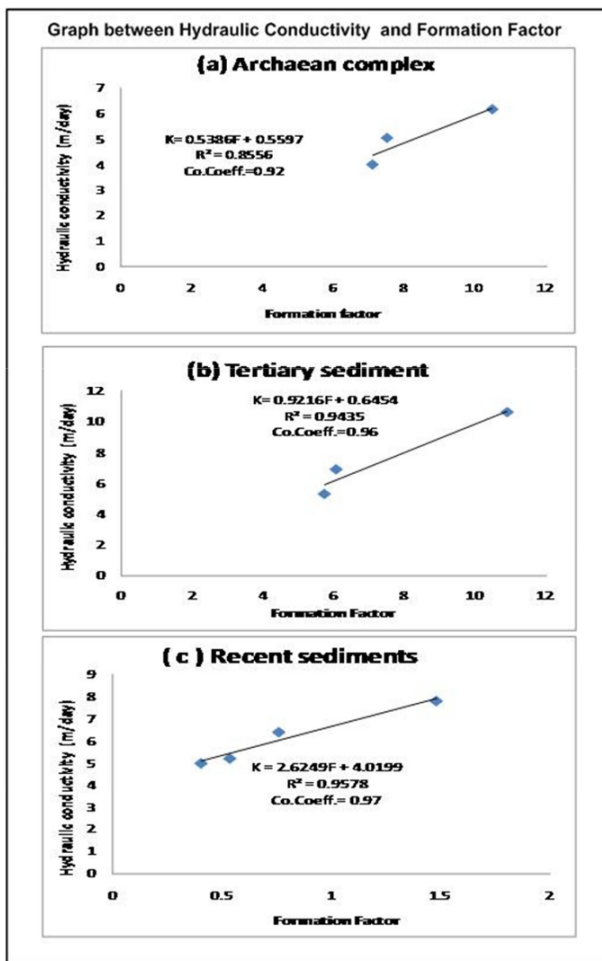 Graph between Hydraulic Conductivity and Formation Factor
(a) Archaean complex
Hydraulic conductivity (m/day)
7
6
5
4
3
2
1
0
K= 0.5386F + 0.5597
R² = 0.8556
Co.Coeff.=0.92
0 2 4 6 8 10 12
Formation factor
(b) Tertiary sediment
Hydraulic conductivity (m/day)
12
10
8
6
4
2
0
K= 0.9216F + 0.6454
R² = 0.9435
Co.Coeff.=0.96
0 2 4 6 8 10 12
Formation Factor
( c ) Recent sediments
Hydraulic conductivity (m/day)
9
8
7
6
5
4
3
2
1
0
K = 2.6249F + 4.0199
R² = 0.9578
Co.Coeff.= 0.97
0 0.5 1 1.5 2
Formation Factor